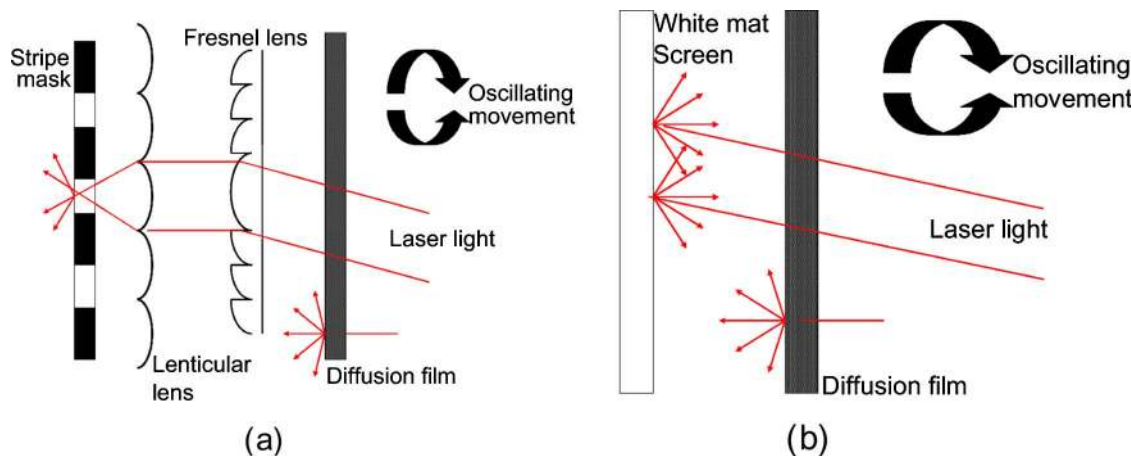 Stripe
mask
Fresnel lens
Oscillating
movement
Laser light
Lenticular
lens
Diffusion film
(a)
White mat
Screen
Oscillating
movement
Laser light
Diffusion film
(b)